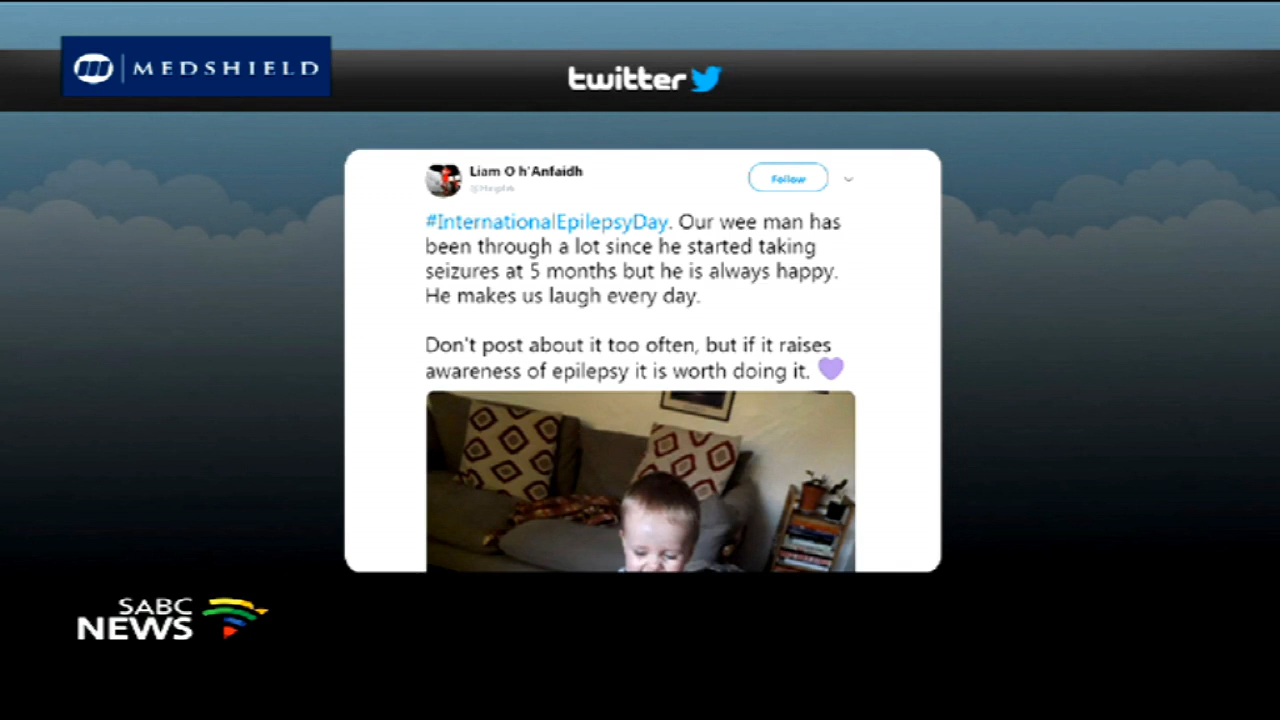 MEDSHIELD
twitter
Liam O h'Anfaidh
Follow
#InternationalEpilepsyDay. Our wee man has
been through a lot since he started taking
seizures at 5 months but he is always happy.
He makes us laugh every day.
Don't post about it too often, but if it raises
awareness of epilepsy it is worth doing it.
SABC
NEWS